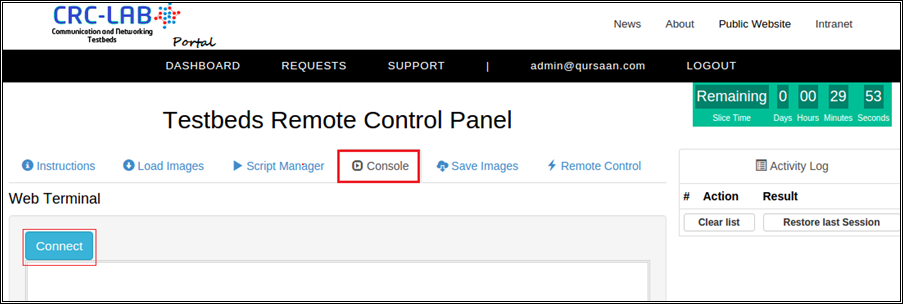 CRC-LAB
Communication and Networking
Testbeds
Portal
News About Public Website Intranet
DASHBOARD REQUESTS SUPPORT | admin@qursaan.com LOGOUT
Remaining 0 00 29 53
Slice Time Days Hours Minutes Seconds
Testbeds Remote Control Panel
Instructions Load Images Script Manager Console Save Images Remote Control
Activity Log
Web Terminal
# Action Result
Clear list Restore last Session
Connect